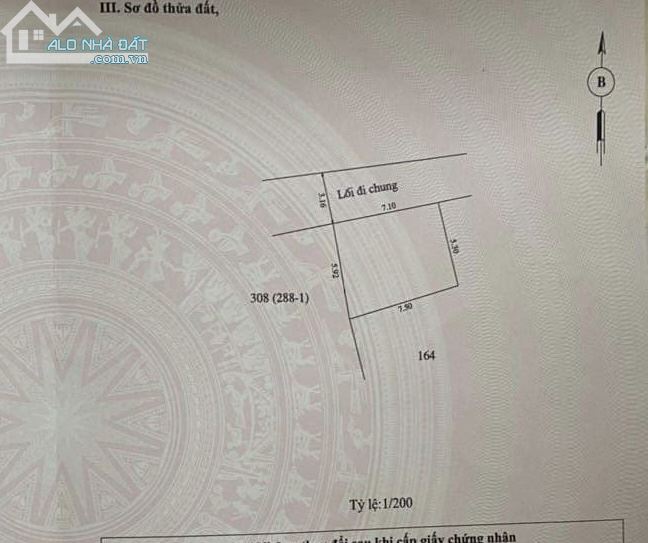 III. Sơ đồ thửa đất,
ALO NHÀ ĐẤT
.com.vn
B
Lối đi chung
3.16
7.10
5.30
5.92
308 (288-1)
7.50
164
Tỷ lệ: 1/200
đổi sau khi cấp giấy chứng nhận